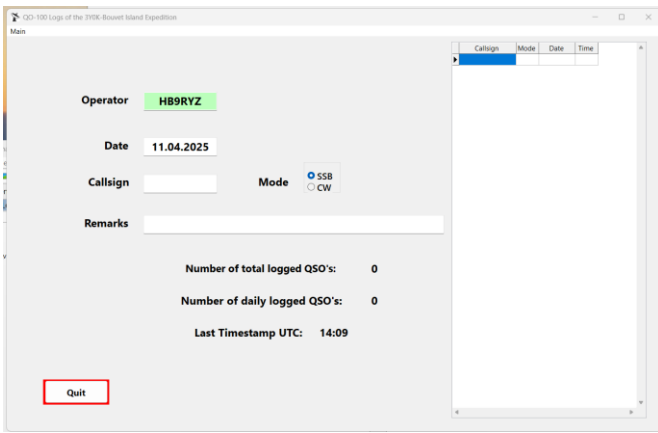 QO-100 Logs of the 3Y0K-Bouvet Island Expedition
Main
Callsign Mode Date Time
Operator HB9RYZ
Date 11.04.2025
Callsign Mode SSB
CW
Remarks
Number of total logged QSO's: 0
Number of daily logged QSO's: 0
Last Timestamp UTC: 14:09
Quit